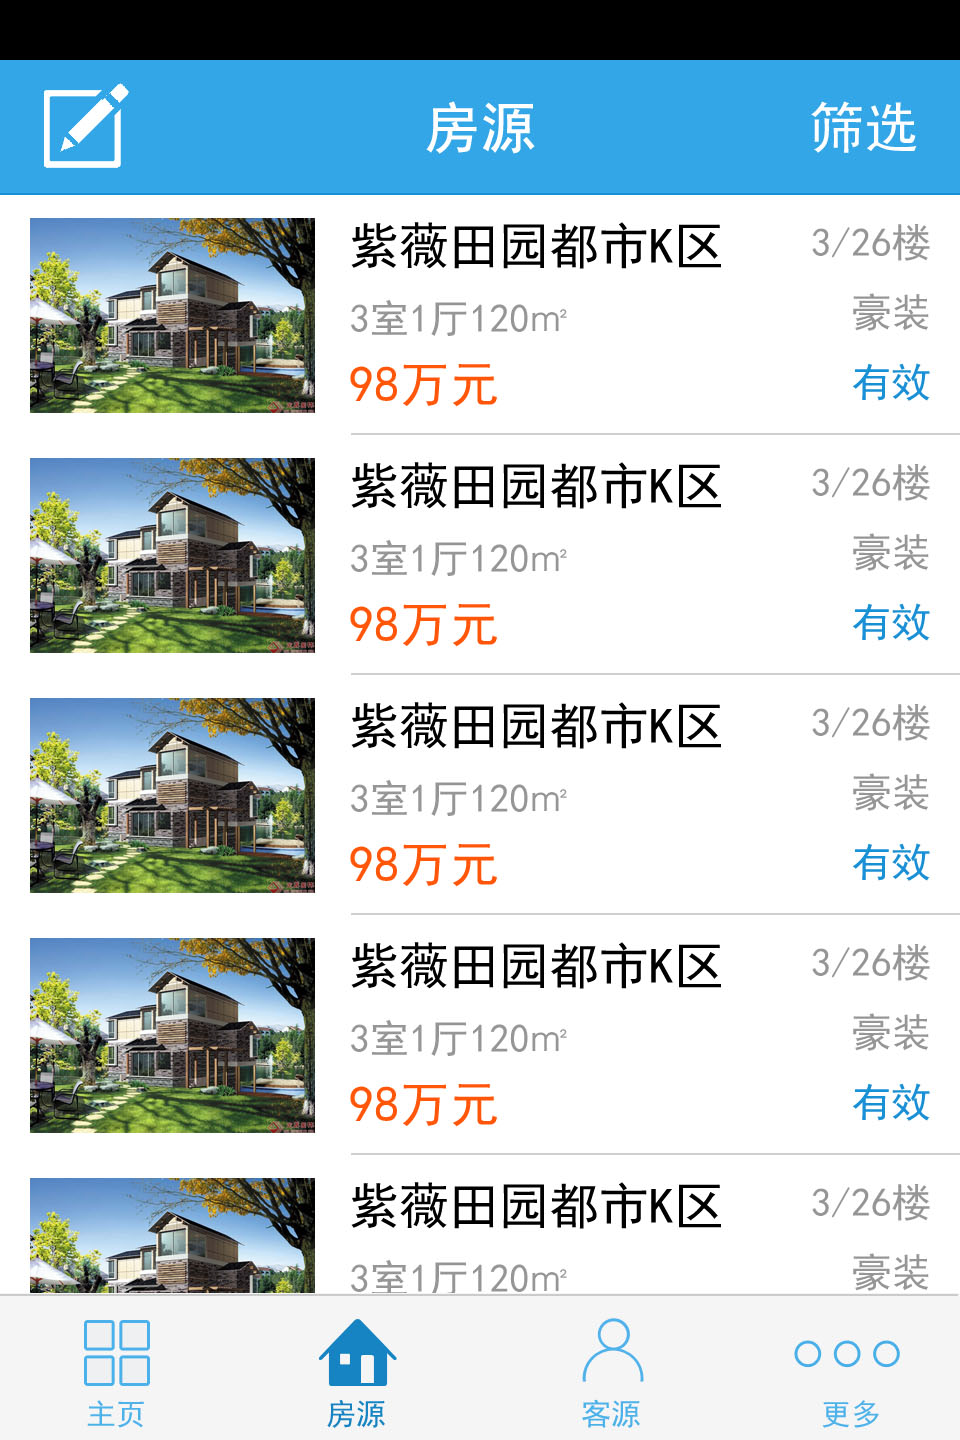 房源
筛选
紫薇田园都市K区
3/26楼
3室1厅120㎡
豪装
98万元
有效
紫薇田园都市K区
3/26楼
3室1厅120㎡
豪装
98万元
有效
紫薇田园都市K区
3/26楼
3室1厅120㎡
豪装
98万元
有效
紫薇田园都市K区
3/26楼
3室1厅120㎡
豪装
98万元
有效
紫薇田园都市K区
3/26楼
3室1厅120㎡
豪装
主页
房源
客源
更多